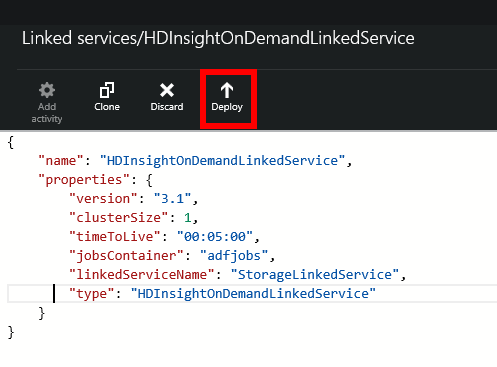 Linked services/HDInsightOnDemandLinkedService
Add activity Clone Discard Deploy
{
    "name": "HDInsightOnDemandLinkedService",
    "properties": {
        "version": "3.1",
        "clusterSize": 1,
        "timeToLive": "00:05:00",
        "jobsContainer": "adfjobs",
        "linkedServiceName": "StorageLinkedService",
        "type": "HDInsightOnDemandLinkedService"
    }
}